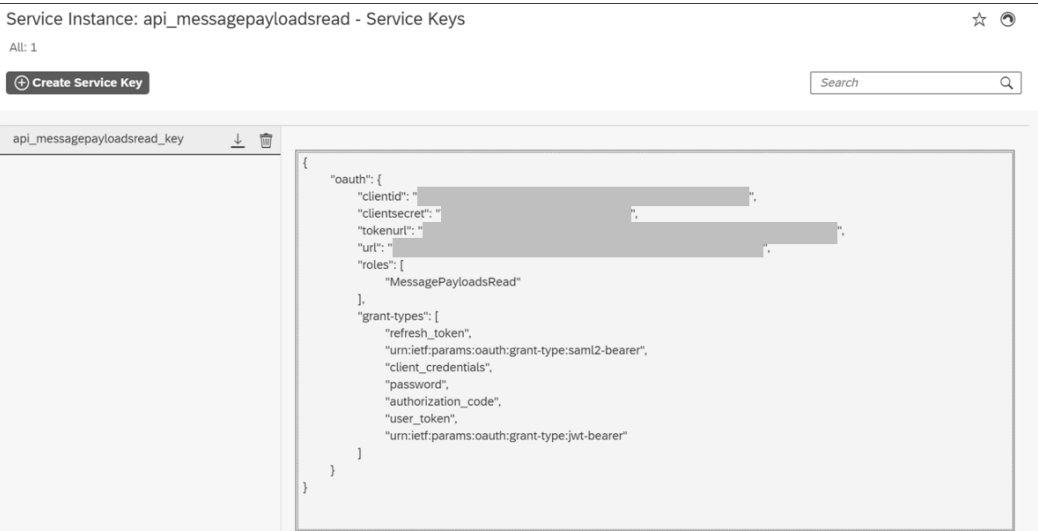 Service Instance: api_messagepayloadsread - Service Keys
All: 1
Create Service Key
Search
api_messagepayloadsread_key
{
"oauth": {
"clientid": "",
"clientsecret": "",
"tokenurl": "",
"url": "",
"roles": [
"MessagePayloadsRead"
],
"grant-types": [
"refresh_token",
"urn:ietf:params:oauth:grant-type:saml2-bearer",
"client_credentials",
"password",
"authorization_code",
"user_token",
"urn:ietf:params:oauth:grant-type:jwt-bearer"
]
}
}